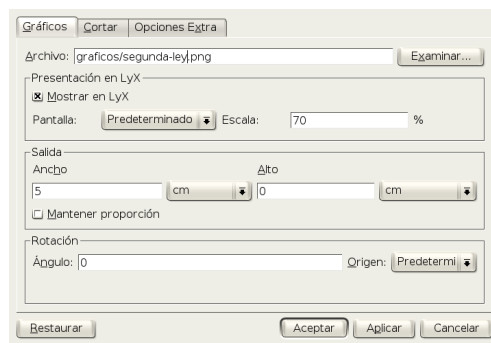 Gráficos Cortar Opciones Extra
Archivo: graficos/segunda-ley.png Examinar...
Presentación en LyX
Mostrar en LyX
Pantalla: Predeterminado Escala: 70 %
Salida
Ancho Alto
5 cm 0 cm
Mantener proporción
Rotación
Ángulo: 0 Origen: Predetermi
Restaurar Aceptar Aplicar Cancelar